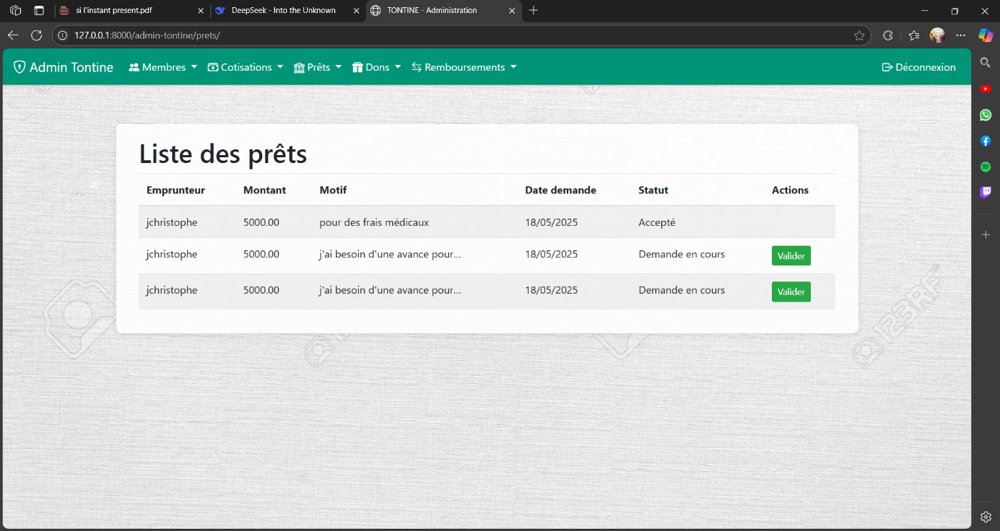 si l'instant present.pdf
DeepSeek - Into the Unknown
TONTINE - Administration
127.0.0.1:8000/admin-tontine/prets/
Admin Tontine Membres Cotisations Prêts Dons Remboursements Déconnexion
Liste des prêts
Emprunteur Montant Motif Date demande Statut Actions
jchristophe 5000.00 pour des frais médicaux 18/05/2025 Accepté
jchristophe 5000.00 j'ai besoin d'une avance pour... 18/05/2025 Demande en cours Valider
jchristophe 5000.00 j'ai besoin d'une avance pour... 18/05/2025 Demande en cours Valider
123RF